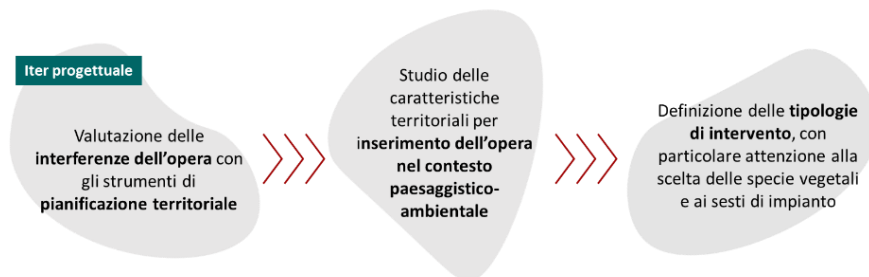 Iter progettuale
Valutazione delle
interferenze dell'opera con
gli strumenti di
pianificazione territoriale
Studio delle
caratteristiche
territoriali per
inserimento dell'opera
nel contesto
paesaggistico-
ambientale
Definizione delle tipologie
di intervento, con
particolare attenzione alla
scelta delle specie vegetali
e ai sesti di impianto